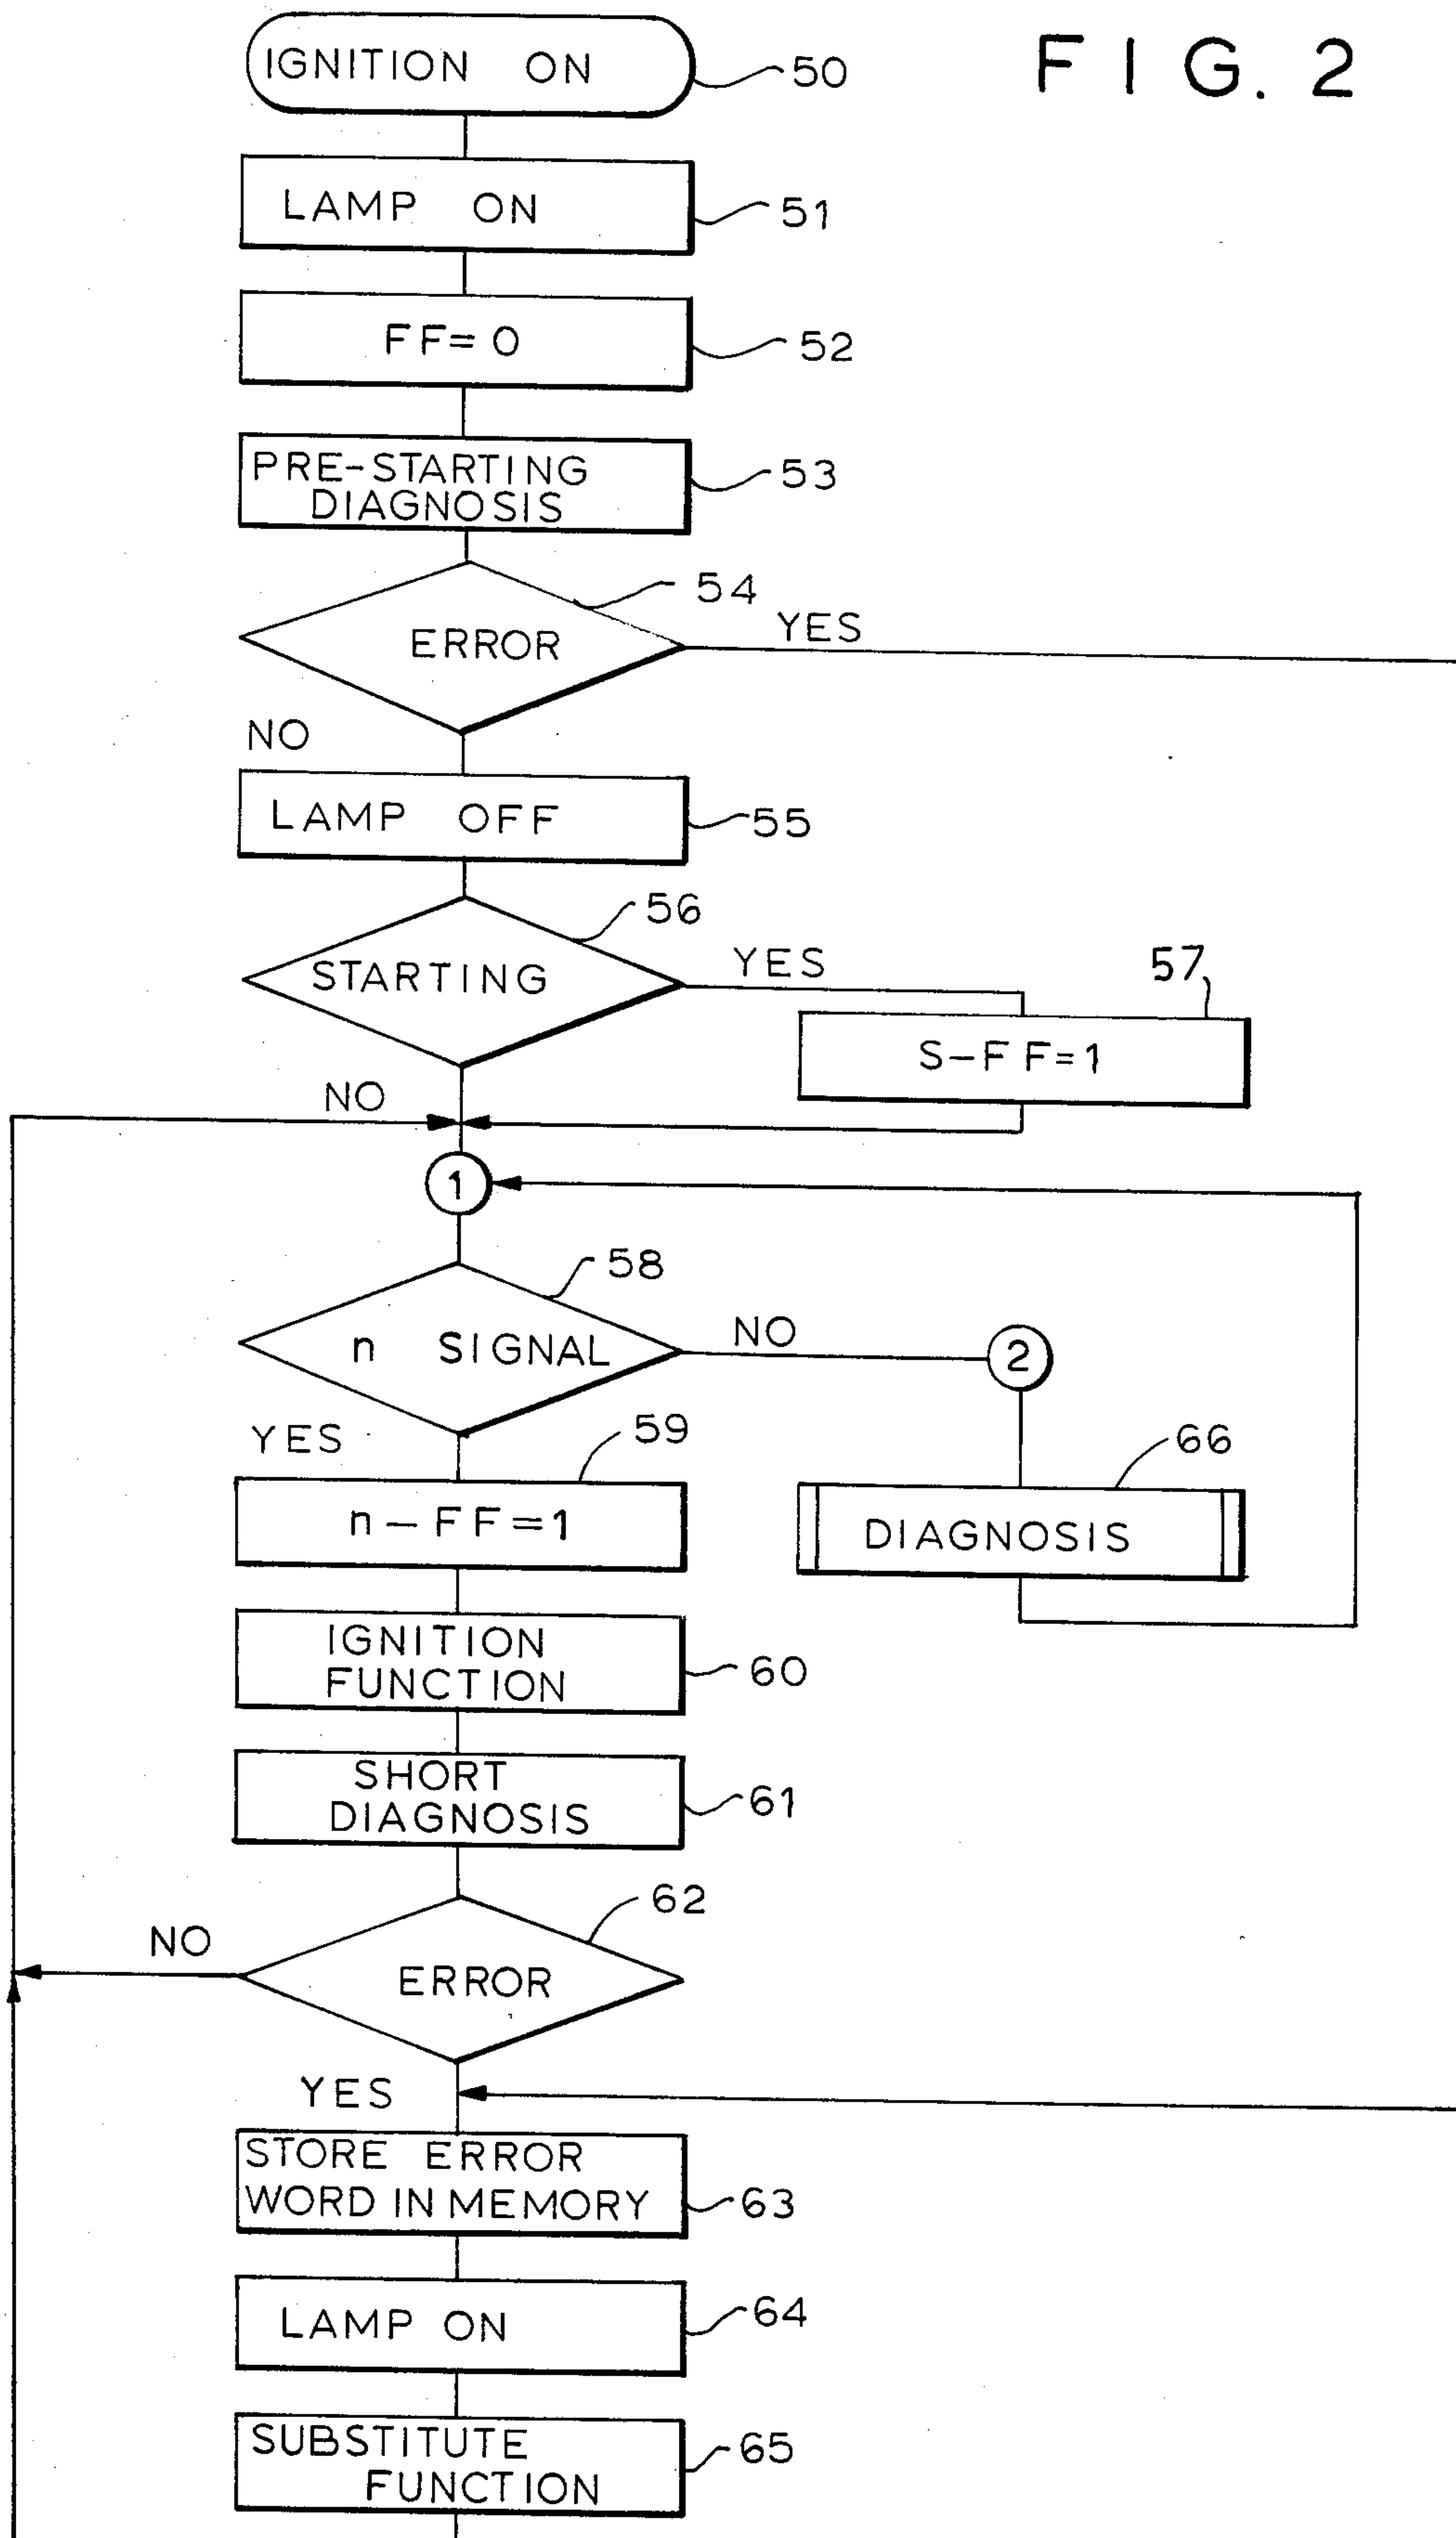 FIG. 2
IGNITION ON
50
LAMP ON
51
FF=0
52
PRE-STARTING
DIAGNOSIS
53
54
ERROR
YES
NO
LAMP OFF
55
56
STARTING
YES
57
S-FF=1
NO
1
58
n SIGNAL
NO
2
YES
59
66
n-FF=1
DIAGNOSIS
IGNITION
FUNCTION
60
SHORT
DIAGNOSIS
61
62
NO
ERROR
YES
STORE ERROR
WORD IN MEMORY
63
LAMP ON
64
SUBSTITUTE
FUNCTION
65